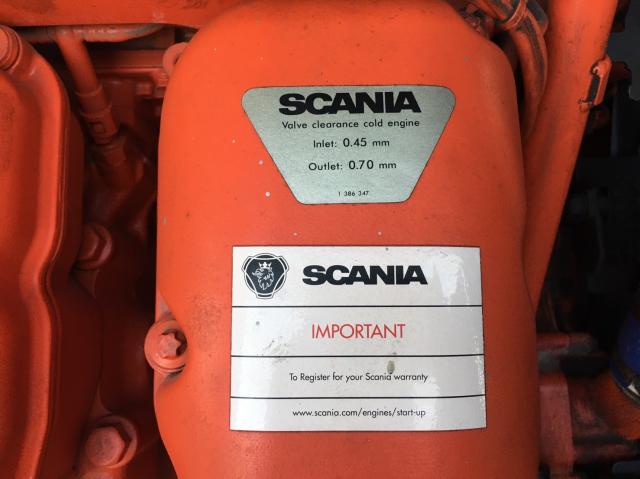 SCANIA
Valve clearance cold engine
Inlet: 0.45 mm
Outlet: 0.70 mm
1 386 347
SCANIA
IMPORTANT
To Register for your Scania warranty
www.scania.com/engines/start-up